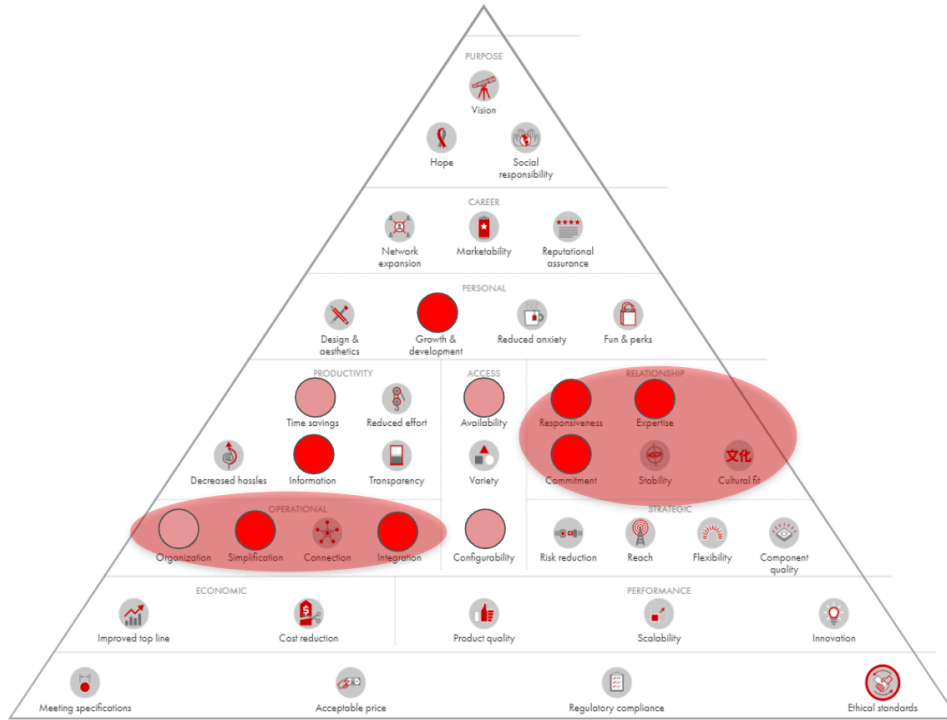 PURPOSE
Vision
Hope
Social
responsibility
CAREER
Network
expansion
Marketability
Reputational
assurance
PERSONAL
Design &
aesthetics
Growth &
development
Reduced anxiety
Fun & perks
PRODUCTIVITY
ACCESS
RELATIONSHIP
Time savings
Reduced effort
Availability
Responsiveness
Expertise
文化
Decreased hassles
Information
Transparency
Variety
Commitment
Stability
Cultural fit
OPERATIONAL
STRATEGIC
Organization
Simplification
Connection
Integration
Configurability
Risk reduction
Reach
Flexibility
Component
quality
ECONOMIC
PERFORMANCE
$
Improved top line
Cost reduction
Product quality
Scalability
Innovation
Meeting specifications
Acceptable price
Regulatory compliance
Ethical standards